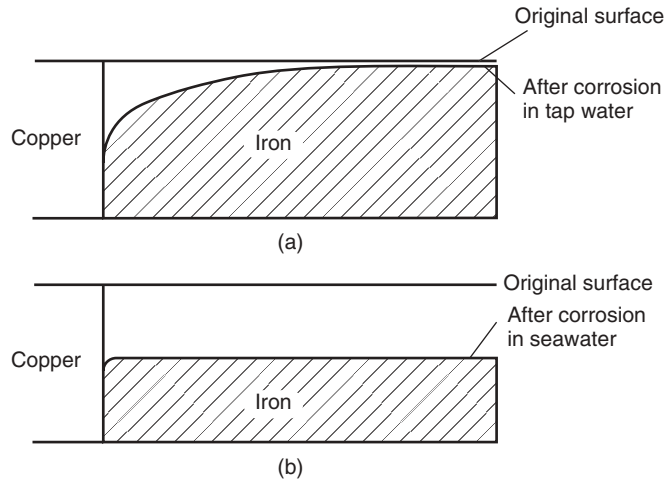 Original surface
After corrosion
in tap water
Copper
Iron
(a)
Original surface
After corrosion
in seawater
Copper
Iron
(b)